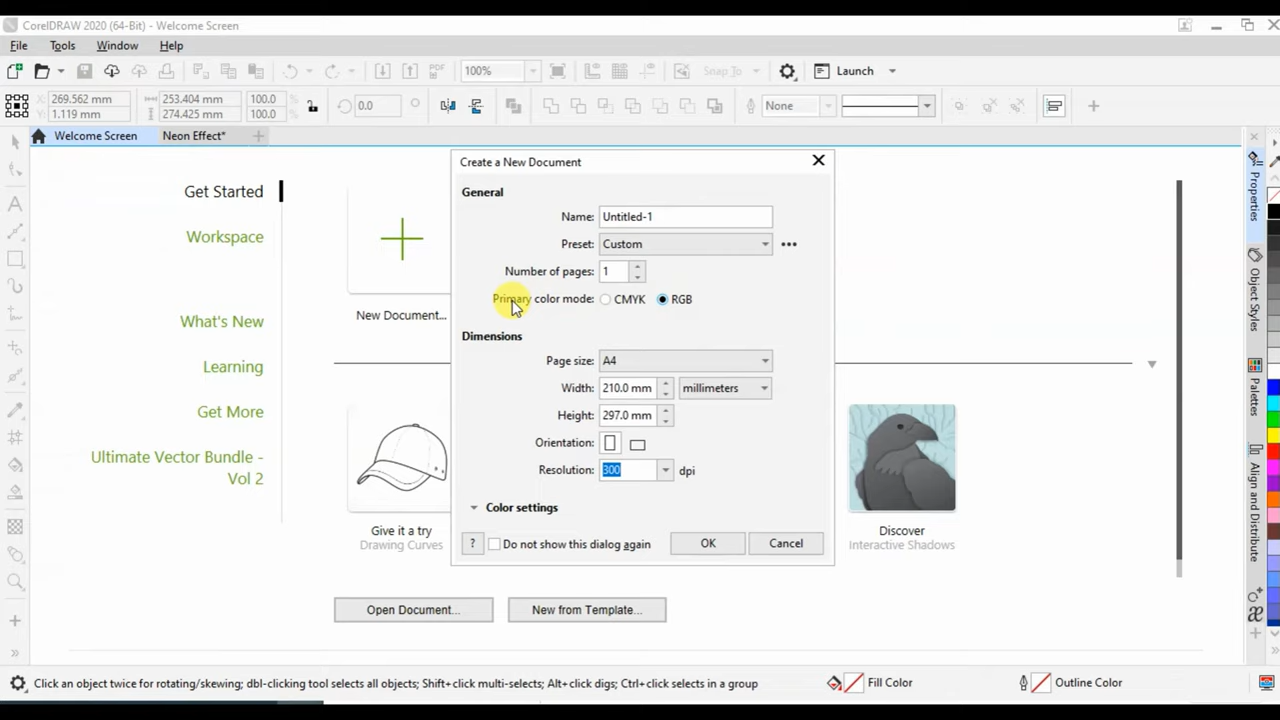 CorelDRAW 2020 (64-Bit) - Welcome Screen
File Tools Window Help
PDF 100% Snap To Launch
X: 269.562 mm 253.404 mm 100.0 0.0 None
Y: 1.119 mm 274.425 mm 100.0
Welcome Screen Neon Effect*
Get Started
Workspace
What's New
Learning
Get More
Ultimate Vector Bundle -
Vol 2
New Document...
Create a New Document
General
Name: Untitled-1
Preset: Custom
Number of pages: 1
Primary color mode: CMYK RGB
Dimensions
Page size: A4
Width: 210.0 mm millimeters
Height: 297.0 mm
Orientation:
Resolution: 300 dpi
Color settings
? Do not show this dialog again OK Cancel
Give it a try
Drawing Curves
Discover
Interactive Shadows
Open Document... New from Template...
Properties
Object Styles
Palettes
Align and Distribute
Click an object twice for rotating/skewing; dbl-clicking tool selects all objects; Shift+click multi-selects; Alt+click digs; Ctrl+click selects in a group Fill Color Outline Color